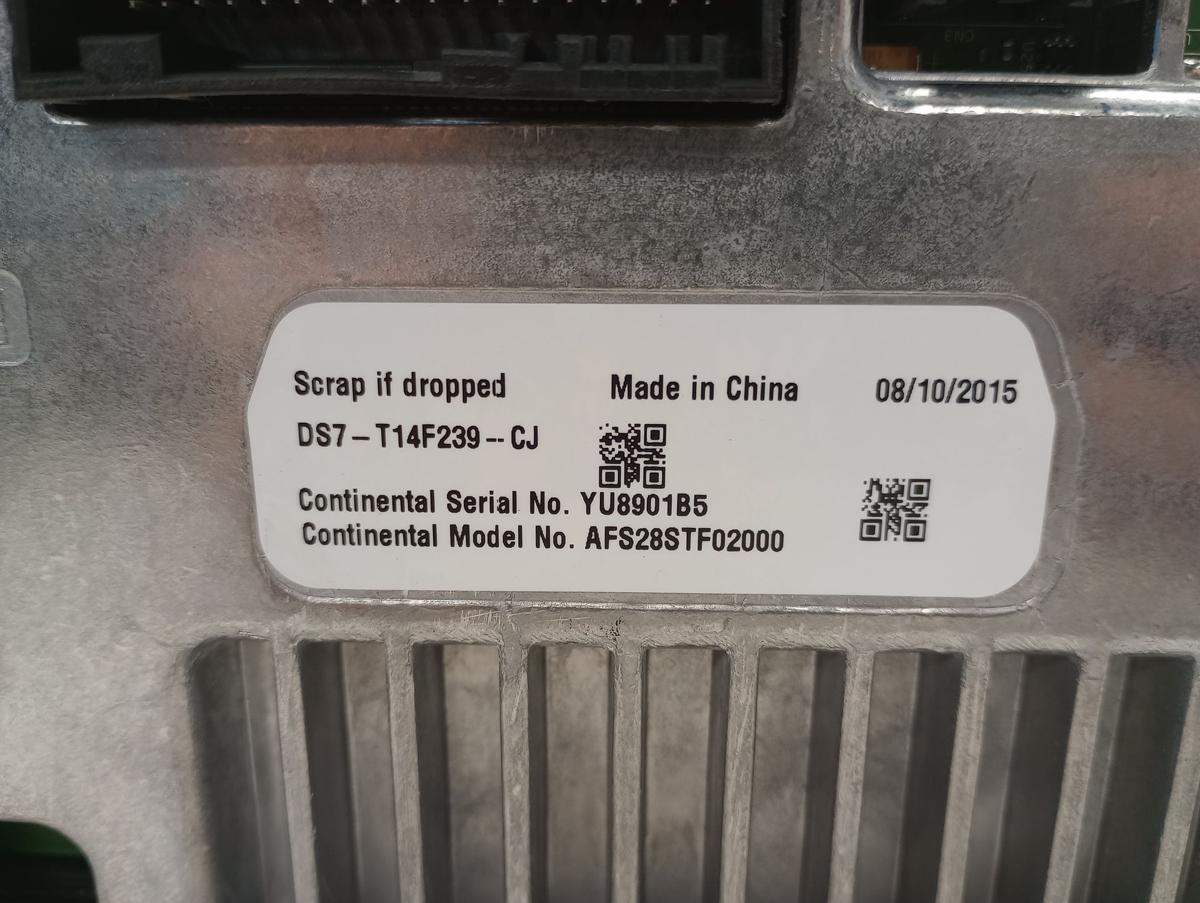 CN3
Scrap if dropped Made in China 08/10/2015
DS7-T14F239--CJ
Continental Serial No. YU8901B5
Continental Model No. AFS28STF02000